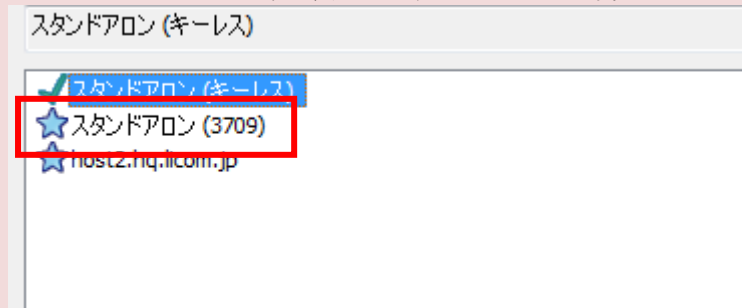 スタンドアロン (キーレス)
スタンドアロン (キーレス)
スタンドアロン (3709)
host2.hq.licom.jp